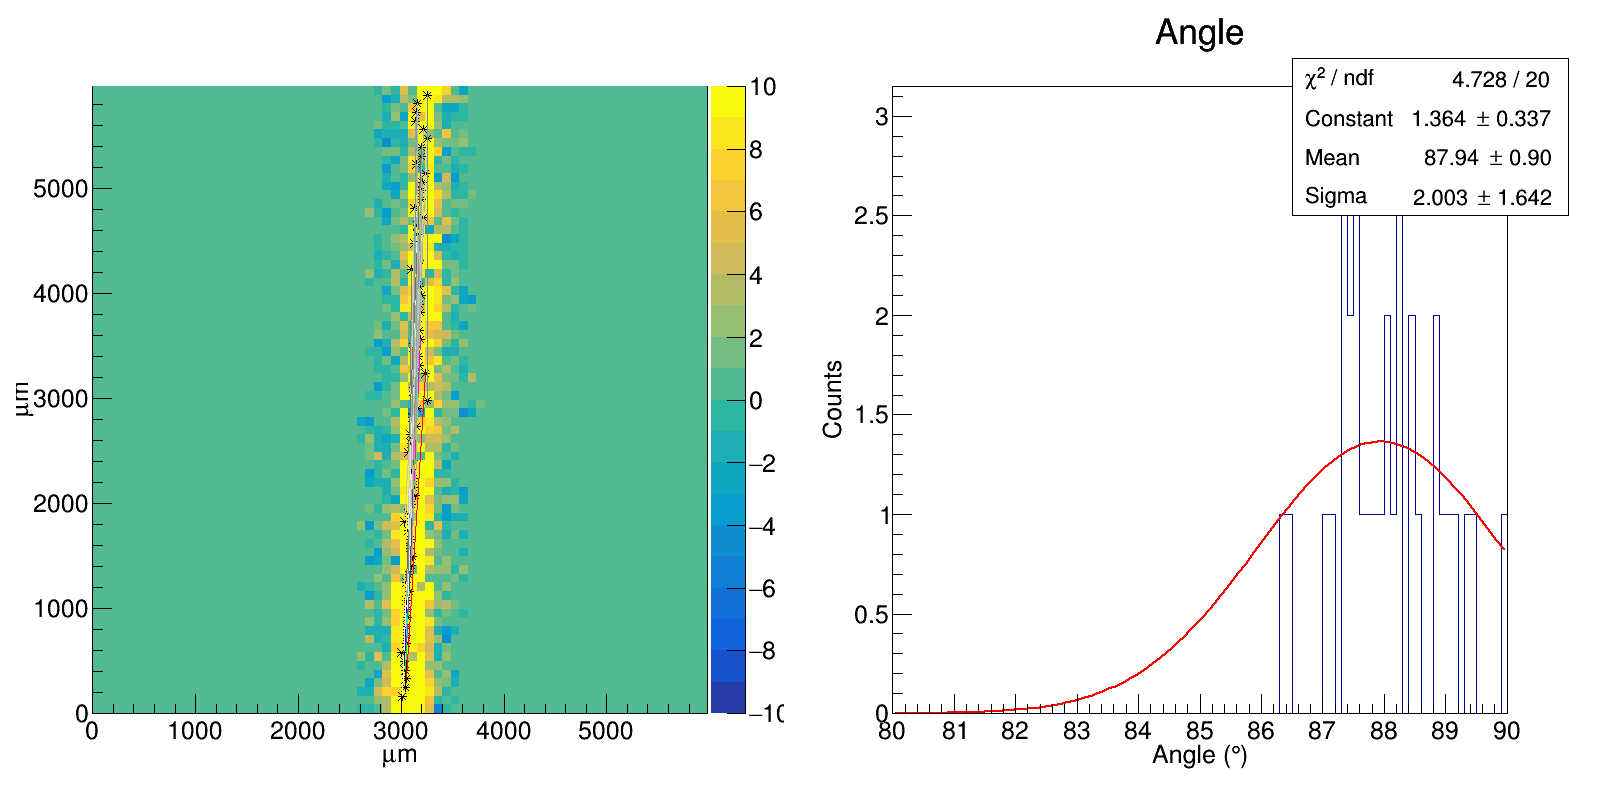 Angle
χ² / ndf 4.728 / 20
Constant 1.364 ± 0.337
Mean 87.94 ± 0.90
Sigma 2.003 ± 1.642
μm
5000
4000
3000
2000
1000
0
0 1000 2000 3000 4000 5000
μm
10
8
6
4
2
0
−2
−4
−6
−8
−10
Counts
3
2.5
2
1.5
1
0.5
0
80 81 82 83 84 85 86 87 88 89 90
Angle (°)